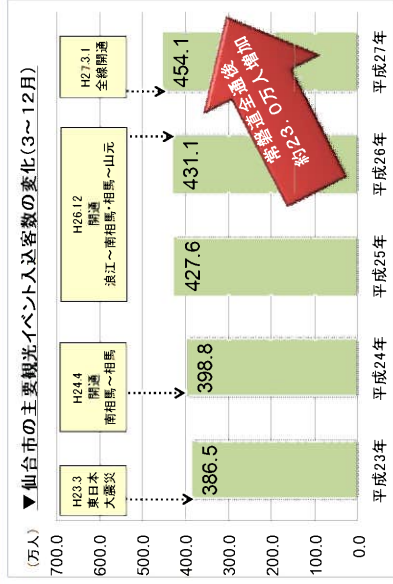 ▼仙台市の主要観光イベント入込客数の変化(3～12月)
(万人)
700.0
600.0
500.0
400.0
300.0
200.0
100.0
0.0
H23.3
東日本
大震災
H24.4
開通
南相馬～相馬
H26.12
開通
浪江～南相馬・相馬～山元
H27.3.1
全線開通
386.5
398.8
427.6
431.1
454.1
常磐道全通後
約23.0万人増加
平成23年
平成24年
平成25年
平成26年
平成27年